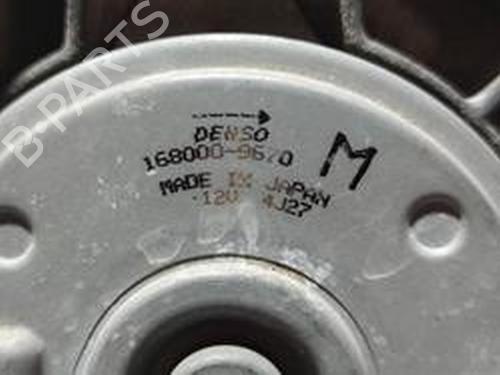 B-PARTS
DENSO
168000-9670
M
MADE IN JAPAN
12V 4J27